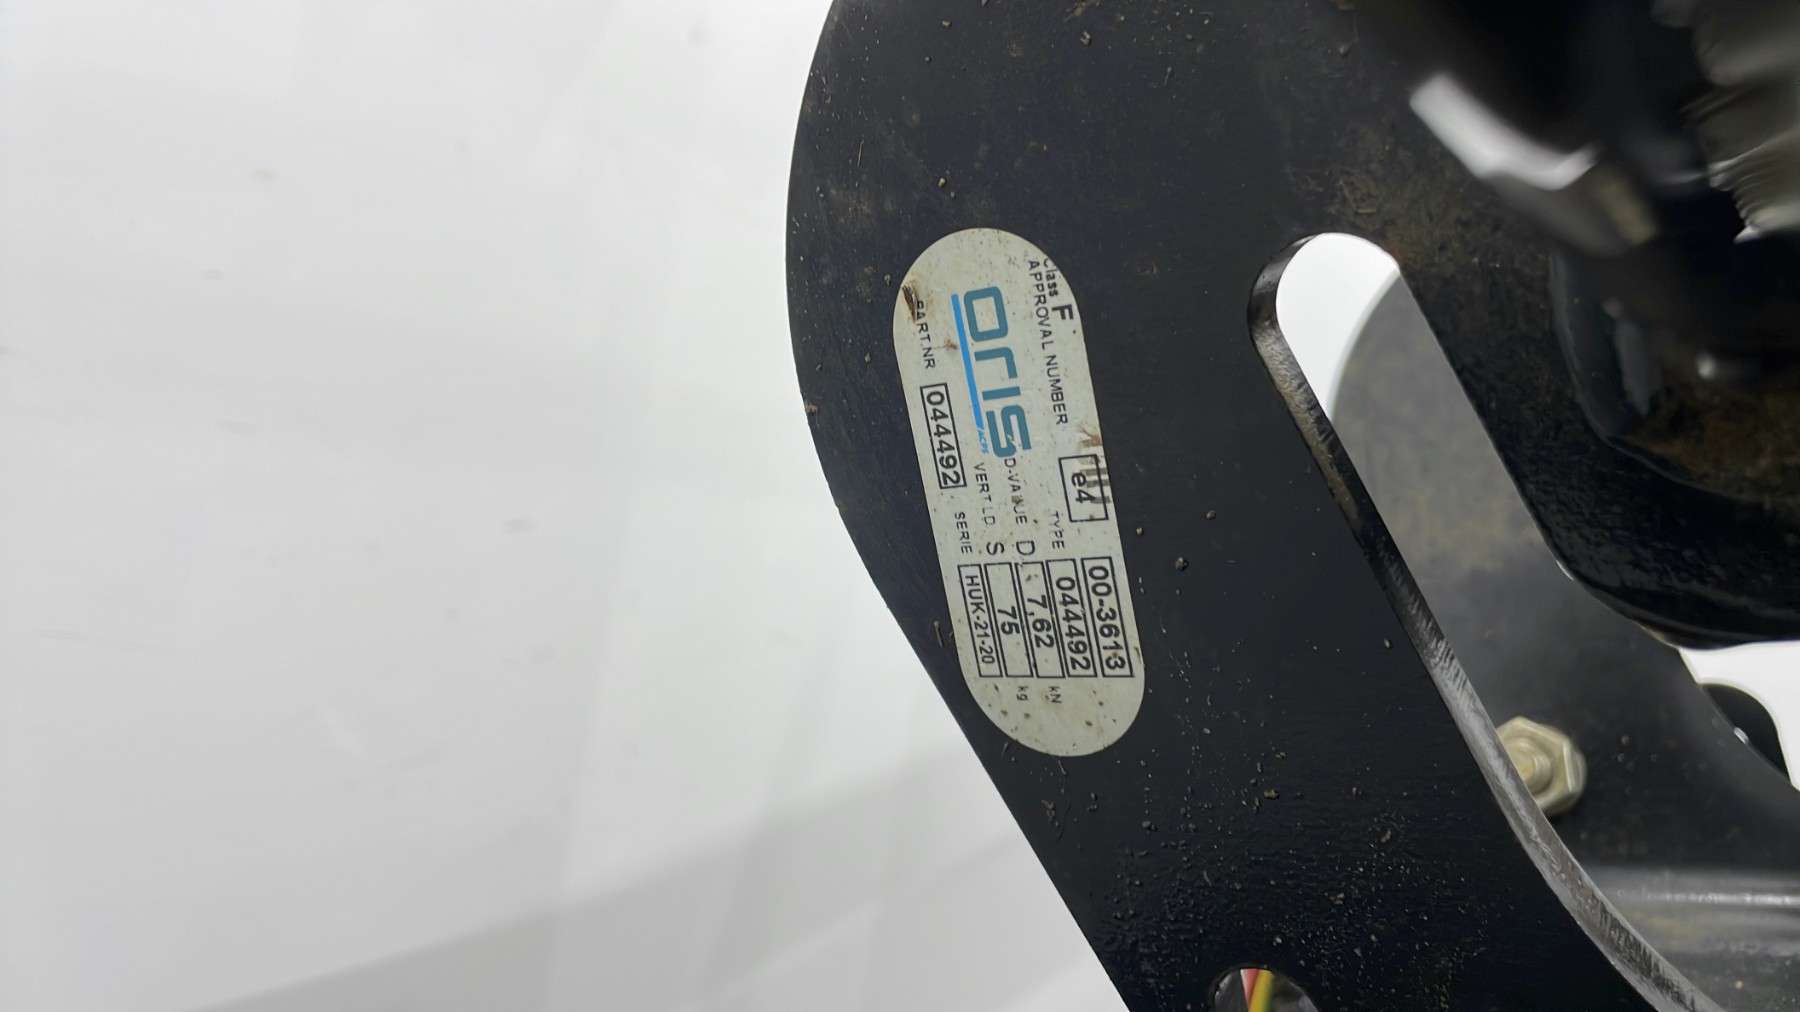 Class F
APPROVAL NUMBER e4 00-3613
TYPE 044492
oris D-VALUE D 7,62 kN
ACPS VERT LD S 75 kg
SERIE HUK-21-20
PART.NR 044492